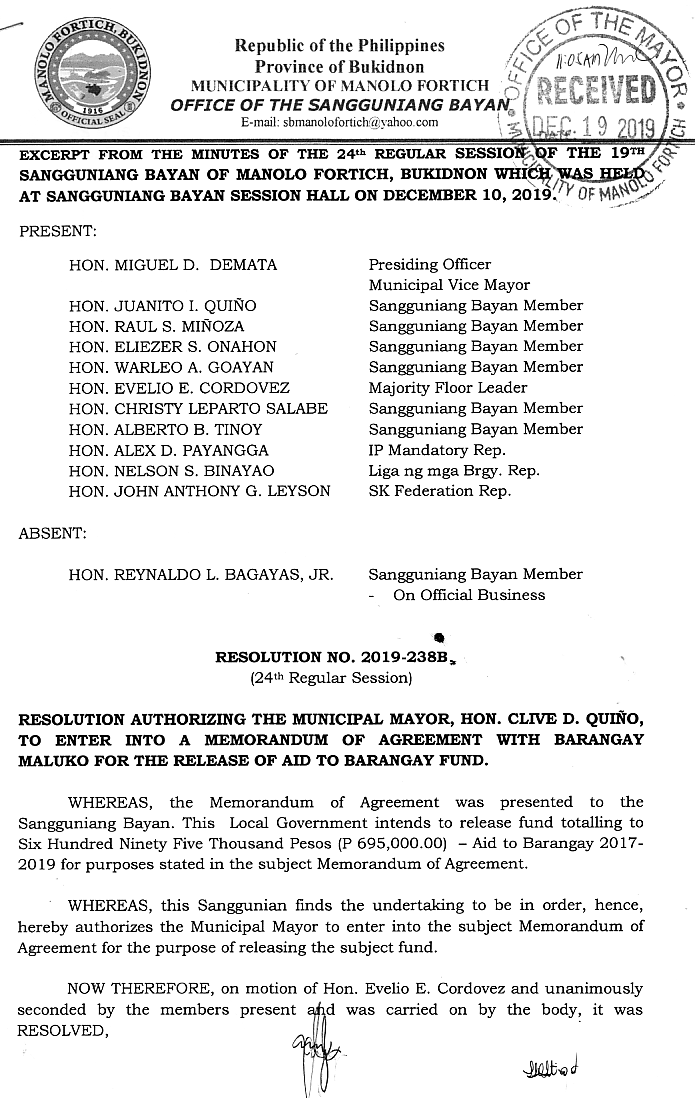 MANOLO FORTICH, BUKIDNON
1916
OFFICIAL SEAL
Republic of the Philippines
Province of Bukidnon
MUNICIPALITY OF MANOLO FORTICH
OFFICE OF THE SANGGUNIANG BAYAN
E-mail: sbmanolofortich@yahoo.com
OFFICE OF THE MAYOR
RECEIVED
DATE: DEC. 19 2019
MUNICIPALITY OF MANOLO FORTICH
EXCERPT FROM THE MINUTES OF THE 24th REGULAR SESSION OF THE 19TH
SANGGUNIANG BAYAN OF MANOLO FORTICH, BUKIDNON WHICH WAS HELD
AT SANGGUNIANG BAYAN SESSION HALL ON DECEMBER 10, 2019.
PRESENT:
HON. MIGUEL D. DEMATA Presiding Officer
Municipal Vice Mayor
HON. JUANITO I. QUIÑO Sangguniang Bayan Member
HON. RAUL S. MIÑOZA Sangguniang Bayan Member
HON. ELIEZER S. ONAHON Sangguniang Bayan Member
HON. WARLEO A. GOAYAN Sangguniang Bayan Member
HON. EVELIO E. CORDOVEZ Majority Floor Leader
HON. CHRISTY LEPARTO SALABE Sangguniang Bayan Member
HON. ALBERTO B. TINOY Sangguniang Bayan Member
HON. ALEX D. PAYANGGA IP Mandatory Rep.
HON. NELSON S. BINAYAO Liga ng mga Brgy. Rep.
HON. JOHN ANTHONY G. LEYSON SK Federation Rep.
ABSENT:
HON. REYNALDO L. BAGAYAS, JR. Sangguniang Bayan Member
- On Official Business
RESOLUTION NO. 2019-238B
(24th Regular Session)
RESOLUTION AUTHORIZING THE MUNICIPAL MAYOR, HON. CLIVE D. QUIÑO,
TO ENTER INTO A MEMORANDUM OF AGREEMENT WITH BARANGAY
MALUKO FOR THE RELEASE OF AID TO BARANGAY FUND.
WHEREAS, the Memorandum of Agreement was presented to the
Sangguniang Bayan. This Local Government intends to release fund totalling to
Six Hundred Ninety Five Thousand Pesos (P 695,000.00) – Aid to Barangay 2017-
2019 for purposes stated in the subject Memorandum of Agreement.
WHEREAS, this Sanggunian finds the undertaking to be in order, hence,
hereby authorizes the Municipal Mayor to enter into the subject Memorandum of
Agreement for the purpose of releasing the subject fund.
NOW THEREFORE, on motion of Hon. Evelio E. Cordovez and unanimously
seconded by the members present and was carried on by the body, it was
RESOLVED,